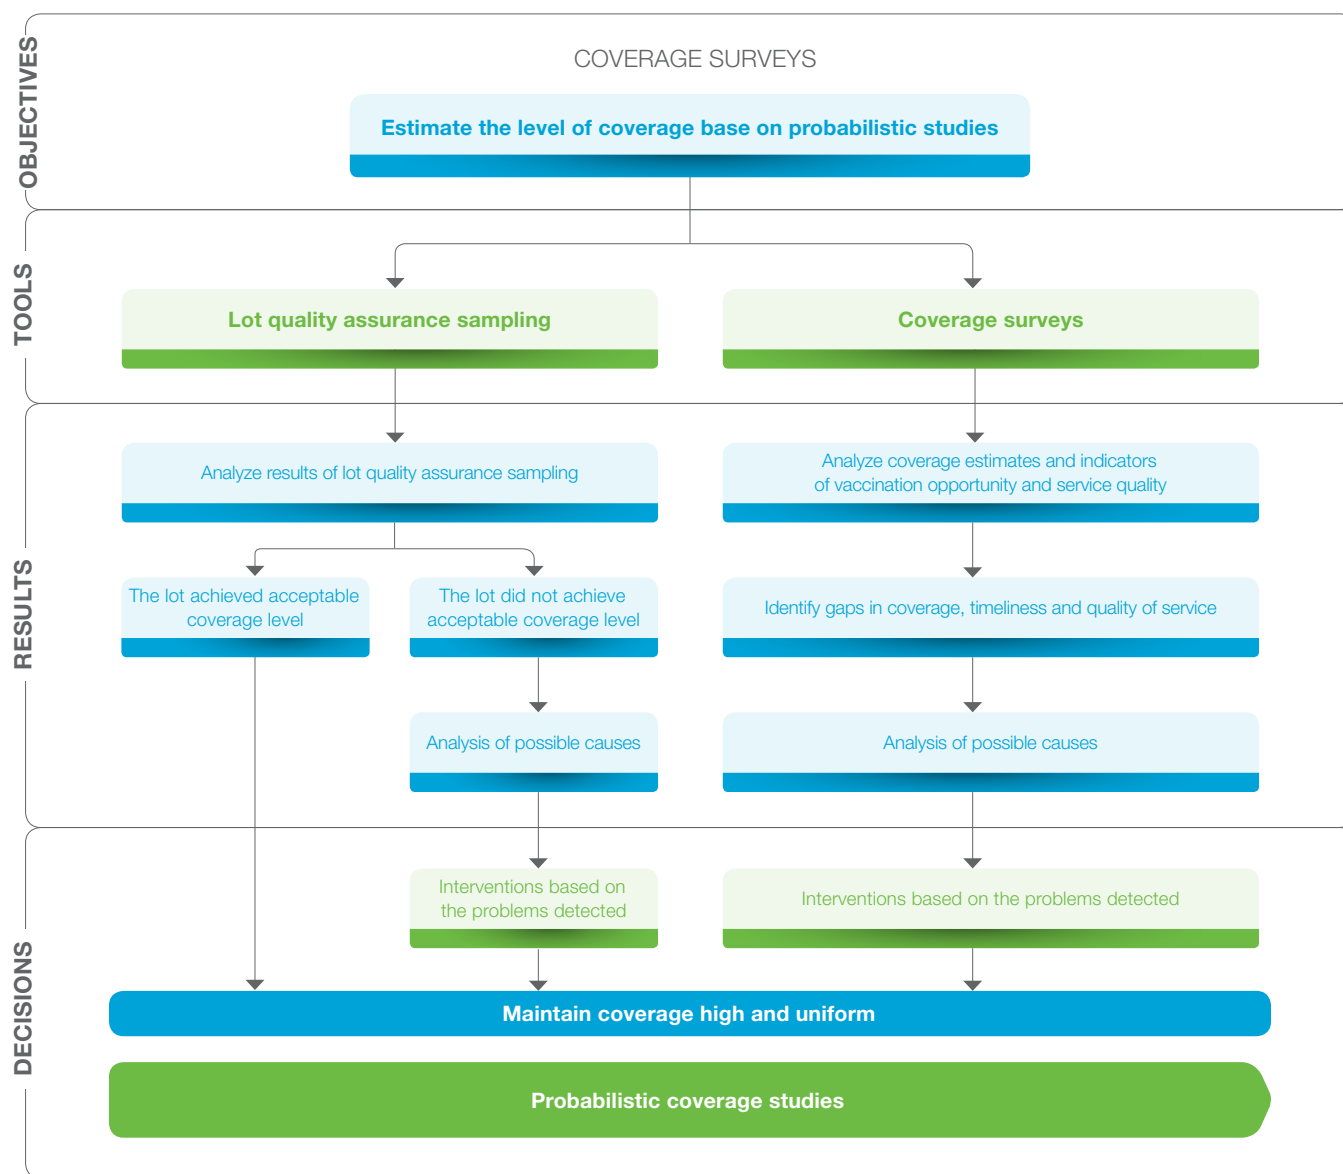 OBJECTIVES
COVERAGE SURVEYS
Estimate the level of coverage base on probabilistic studies
TOOLS
Lot quality assurance sampling
Coverage surveys
RESULTS
Analyze results of lot quality assurance sampling
Analyze coverage estimates and indicators
of vaccination opportunity and service quality
The lot achieved acceptable
coverage level
The lot did not achieve
acceptable coverage level
Identify gaps in coverage, timeliness and quality of service
Analysis of possible causes
Analysis of possible causes
DECISIONS
Interventions based on
the problems detected
Interventions based on the problems detected
Maintain coverage high and uniform
Probabilistic coverage studies